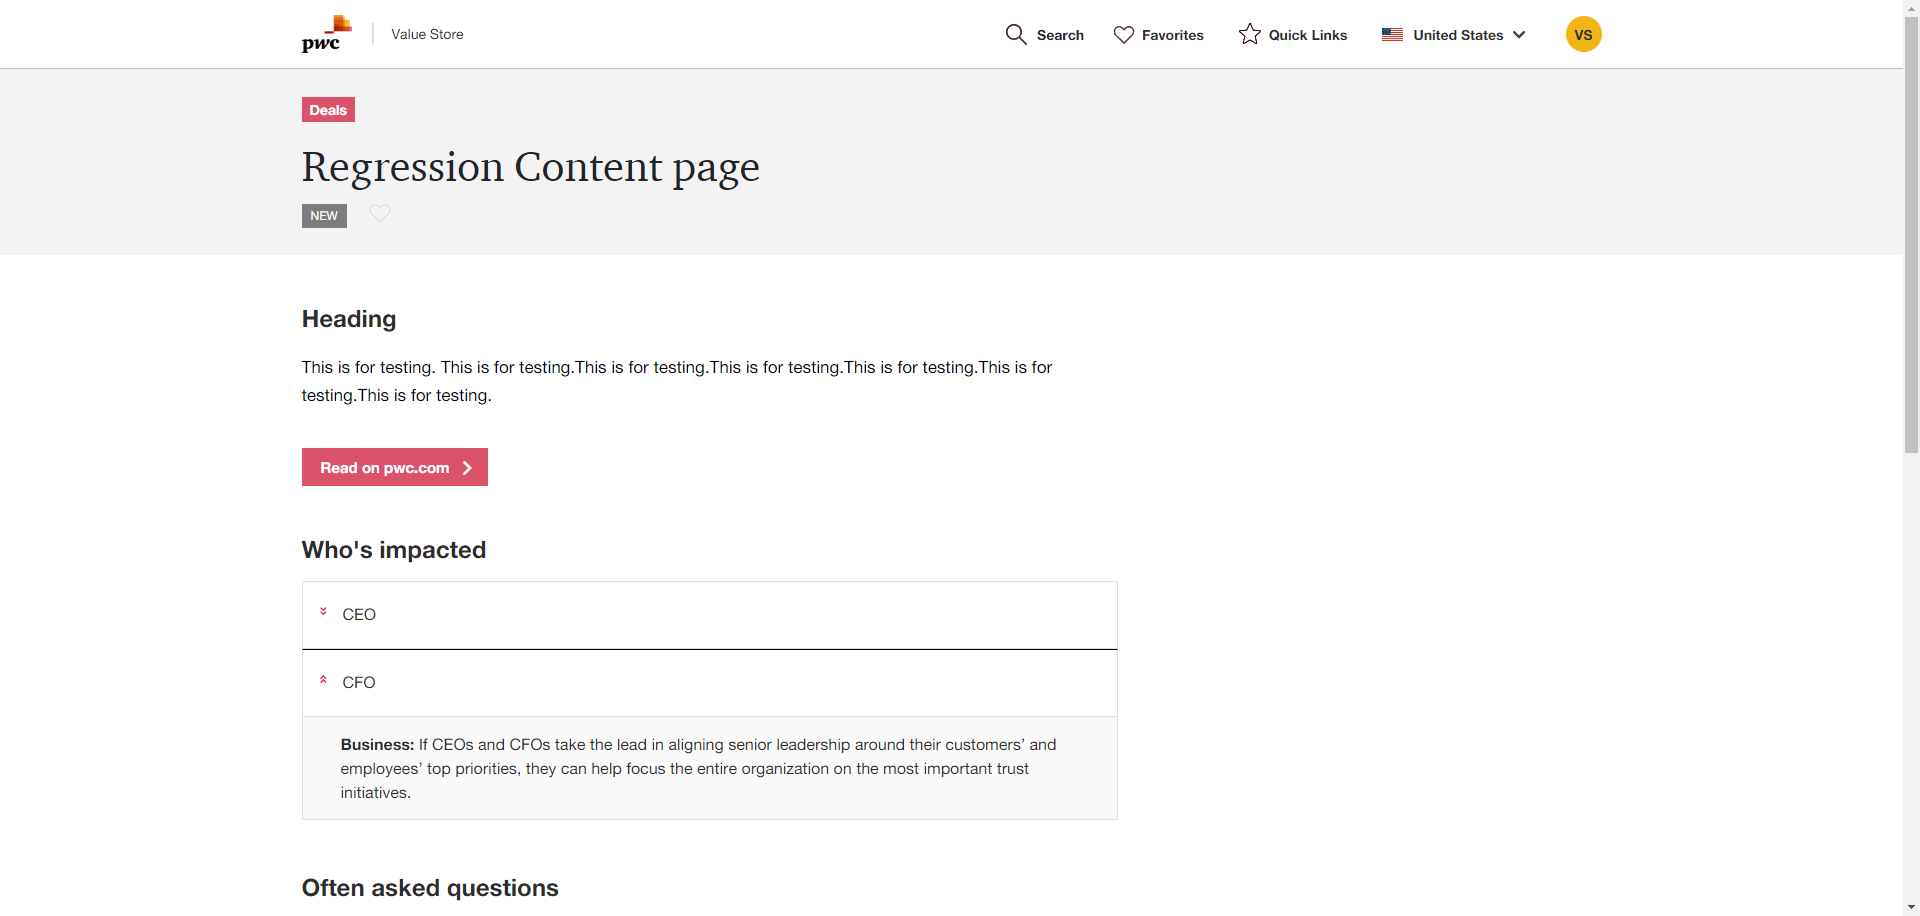 pwc
Value Store
Search
Favorites
Quick Links
United States
VS
Deals
Regression Content page
NEW
Heading
This is for testing. This is for testing.This is for testing.This is for testing.This is for testing.This is for
testing.This is for testing.
Read on pwc.com
Who's impacted
CEO
CFO
Business: If CEOs and CFOs take the lead in aligning senior leadership around their customers’ and
employees’ top priorities, they can help focus the entire organization on the most important trust
initiatives.
Often asked questions